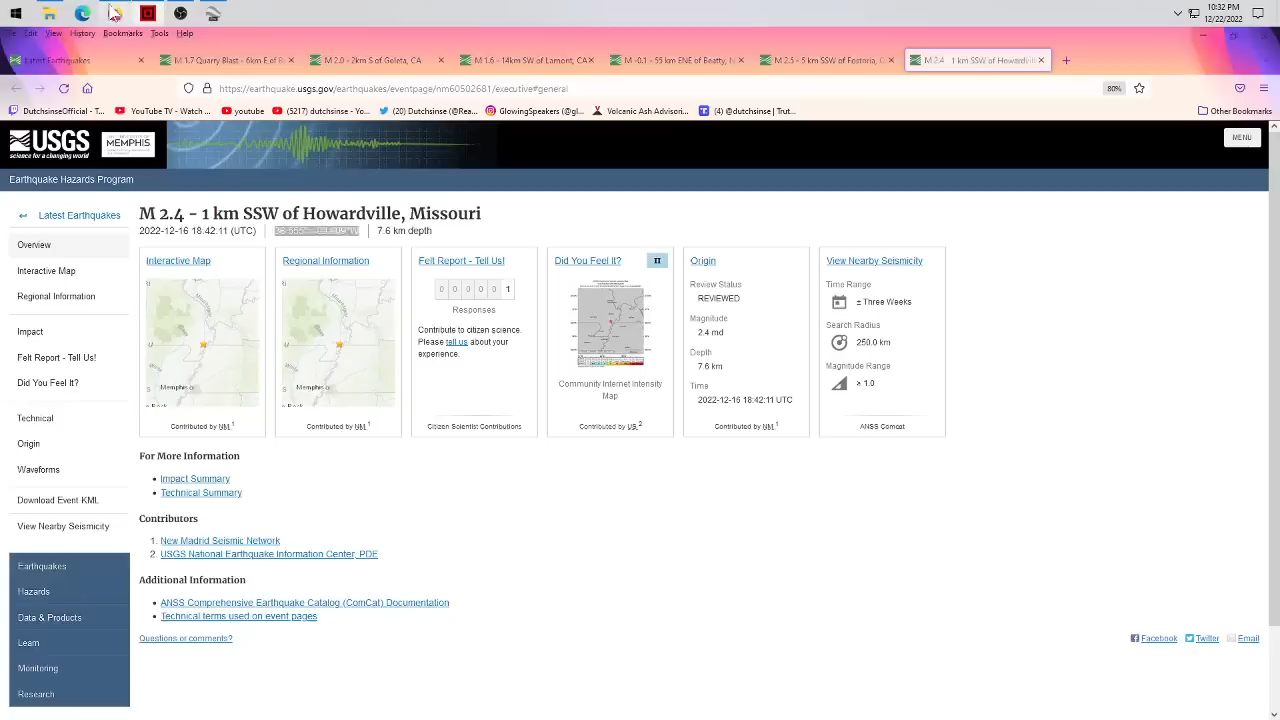 10:32 PM
12/22/2022
Edit View History Bookmarks Tools Help
Latest Earthquakes
M 1.7 Quarry Blast - 6km E of
M 2.0 - 2km S of Goleta, CA
M 1.6 - 14km SW of Lamont, CA
M -0.1 - 55 km ENE of Beatty, N
M 2.5 - 5 km SSW of Fostoria, O
M 2.4 - 1 km SSW of Howardville
https://earthquake.usgs.gov/earthquakes/eventpage/nm60502681/executive#general
80%
DutchsinseOfficial - T...
YouTube TV - Watch ...
youtube
(5217) dutchsinse - Y...
(20) Dutchsinse (@Rea...
GlowingSpeakers (@gl...
Volcanic Ash Advisori...
(4) @dutchsinse | Trut...
Other Bookmarks
USGS
science for a changing world
MEMPHIS
MENU
Earthquake Hazards Program
Latest Earthquakes
M 2.4 - 1 km SSW of Howardville, Missouri
2022-12-16 18:42:11 (UTC)
7.6 km depth
Overview
Interactive Map
Regional Information
Impact
Felt Report - Tell Us!
Did You Feel It?
Technical
Origin
Waveforms
Download Event KML
View Nearby Seismicity
Earthquakes
Hazards
Data & Products
Learn
Monitoring
Research
Interactive Map
Memphis
Contributed by NM 1
Regional Information
Memphis
Contributed by NM 1
Felt Report - Tell Us!
0 0 0 0 0 1
Responses
Contribute to citizen science.
Please tell us about your
experience.
Citizen Scientist Contributions
Did You Feel It?
II
Community Internet Intensity
Map
Contributed by US 2
Origin
Review Status
REVIEWED
Magnitude
2.4 md
Depth
7.6 km
Time
2022-12-16 18:42:11 UTC
Contributed by NM 1
View Nearby Seismicity
Time Range
± Three Weeks
Search Radius
250.0 km
Magnitude Range
≥ 1.0
ANSS Comcat
For More Information
• Impact Summary
• Technical Summary
Contributors
1. New Madrid Seismic Network
2. USGS National Earthquake Information Center, PDE
Additional Information
• ANSS Comprehensive Earthquake Catalog (ComCat) Documentation
• Technical terms used on event pages
Questions or comments?
Facebook Twitter Email